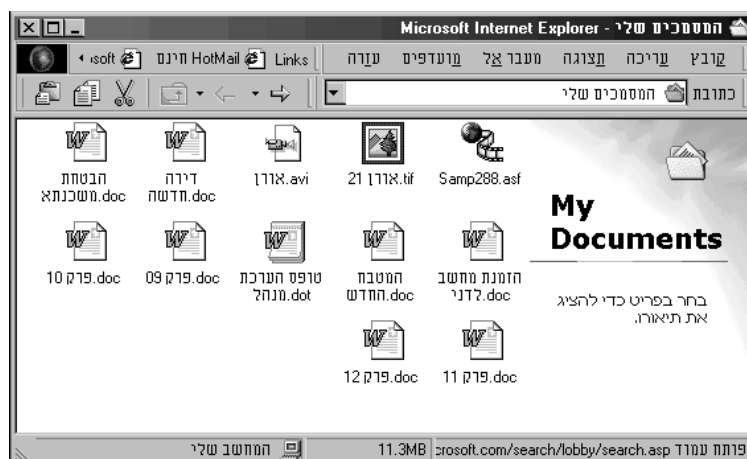 המסמכים שלי - Microsoft Internet Explorer
קובץ עריכה תצוגה מעבר אל מועדפים עזרה
Links HotMail חינם soft
כתובת המסמכים שלי
My
Documents
בחר בפריט כדי להציג
את תיאורו.
Samp288.asf
אורן 21.tif
אורן.avi
דירה
חדשה.doc
הבטחת
משכנתא.doc
הזמנת מחשב
לדני.doc
המטבח
החדש.doc
טופס הערכת
מנהל.dot
פרק 09.doc
פרק 10.doc
פרק 11.doc
פרק 12.doc
פותח עמוד crosoft.com/search/lobby/search.asp
11.3MB
המחשב שלי